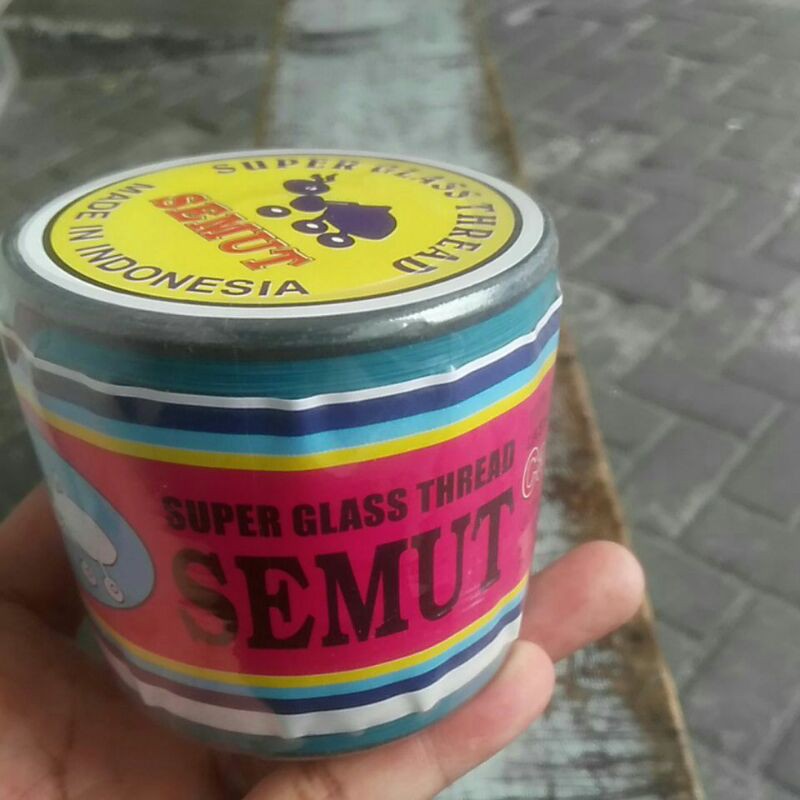 SUPER GLASS THREAD
SEMUT
MADE IN INDONESIA
SUPER GLASS THREAD
SEMUT